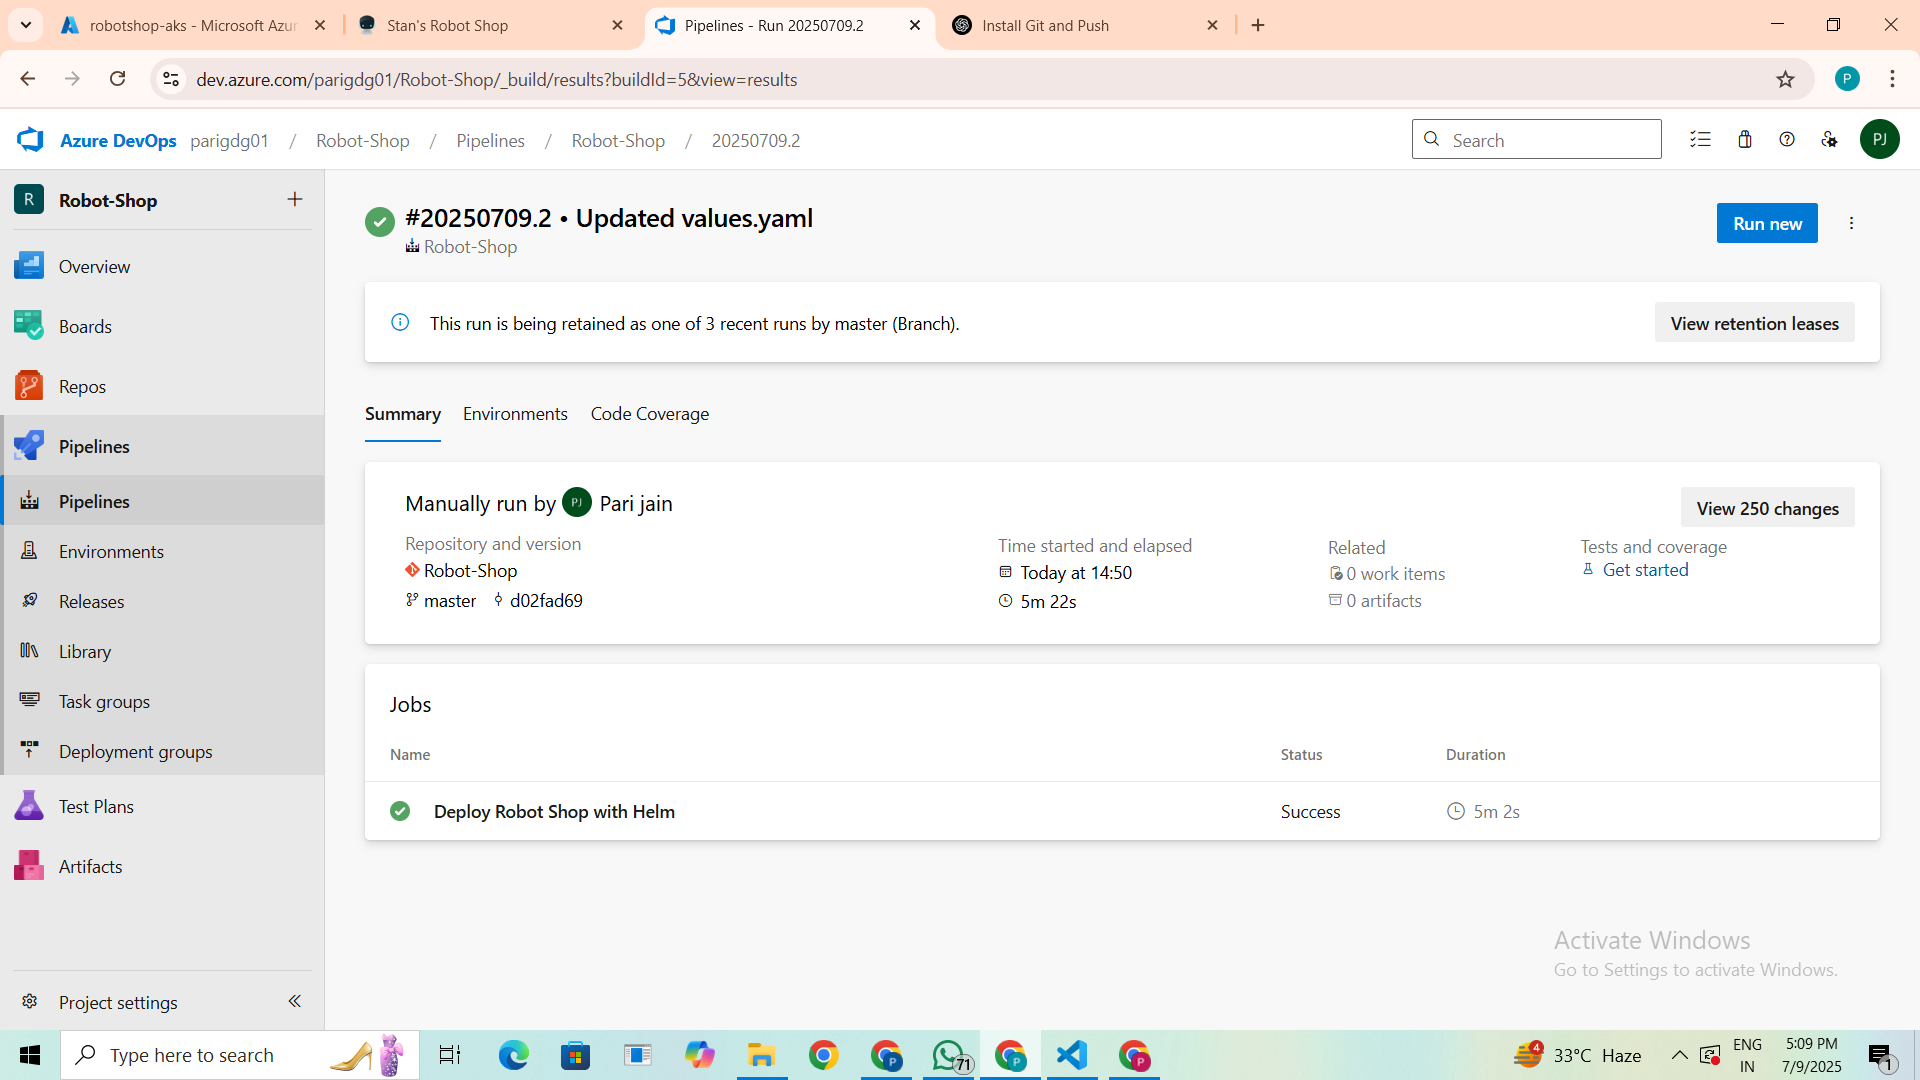 robotshop-aks - Microsoft Azur
Stan's Robot Shop
Pipelines - Run 20250709.2
Install Git and Push
dev.azure.com/parigdg01/Robot-Shop/_build/results?buildId=5&view=results
P
Azure DevOps parigdg01 / Robot-Shop / Pipelines / Robot-Shop / 20250709.2
Search
PJ
R Robot-Shop
Overview
Boards
Repos
Pipelines
Pipelines
Environments
Releases
Library
Task groups
Deployment groups
Test Plans
Artifacts
Project settings
#20250709.2 • Updated values.yaml
Robot-Shop
Run new
This run is being retained as one of 3 recent runs by master (Branch).
View retention leases
Summary Environments Code Coverage
Manually run by PJ Pari jain
View 250 changes
Repository and version
Robot-Shop
master d02fad69
Time started and elapsed
Today at 14:50
5m 22s
Related
0 work items
0 artifacts
Tests and coverage
Get started
Jobs
Name Status Duration
Deploy Robot Shop with Helm Success 5m 2s
Activate Windows
Go to Settings to activate Windows.
Type here to search
P
71
P
P
4
33°C Haze
ENG
IN
5:09 PM
7/9/2025
1